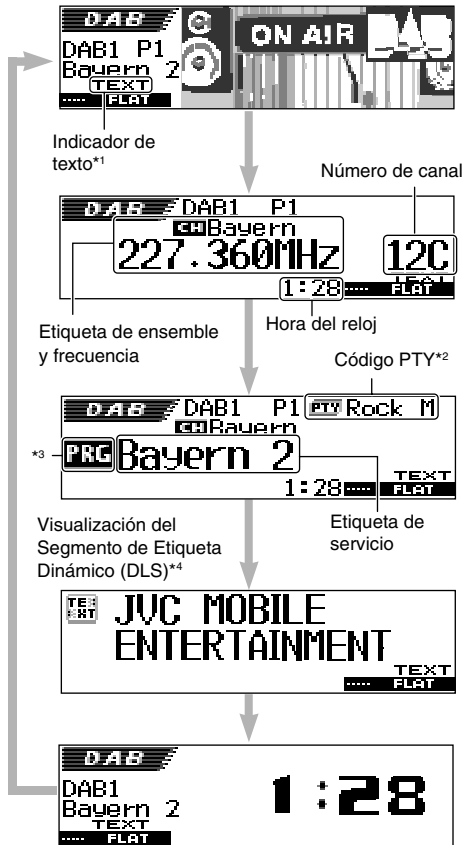 DAB
DAB1 P1
Bayern 2
TEXT
FLAT
ON AIR
DAB
Indicador de
texto*1
Número de canal
DAB DAB1 P1
CH Bayern
227.360MHz 12C
1:28 TEXT
FLAT
Etiqueta de ensemble
y frecuencia
Hora del reloj
Código PTY*2
DAB DAB1 P1 PTY Rock M
CH Bayern
*3 PRG Bayern 2
TEXT
1:28 FLAT
Visualización del
Segmento de Etiqueta
Dinámico (DLS)*4
Etiqueta de
servicio
TEXT JVC MOBILE
ENTERTAINMENT
TEXT
FLAT
DAB
DAB1
Bayern 2
TEXT
FLAT
1:28